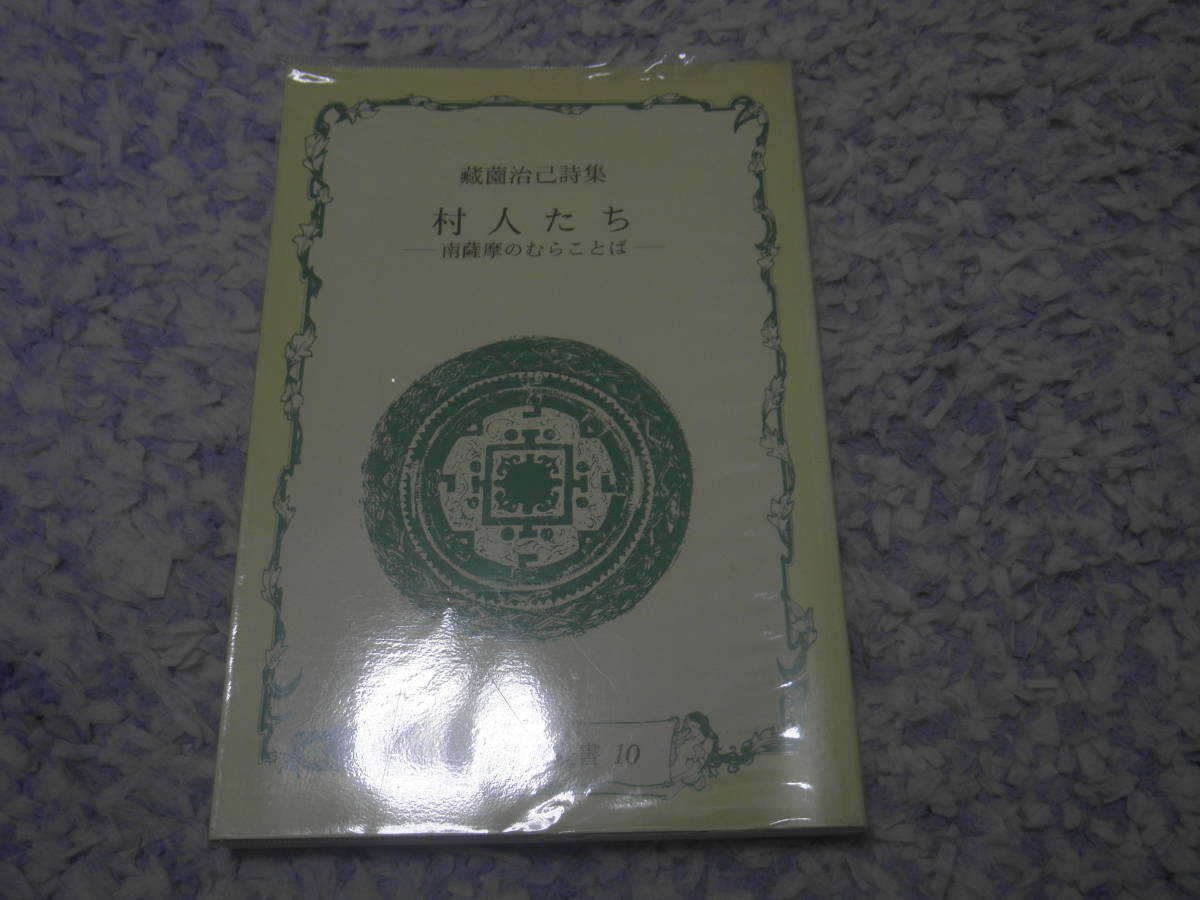 藏薗治己詩集
村人たち
―南薩摩のむらことば―
書 10